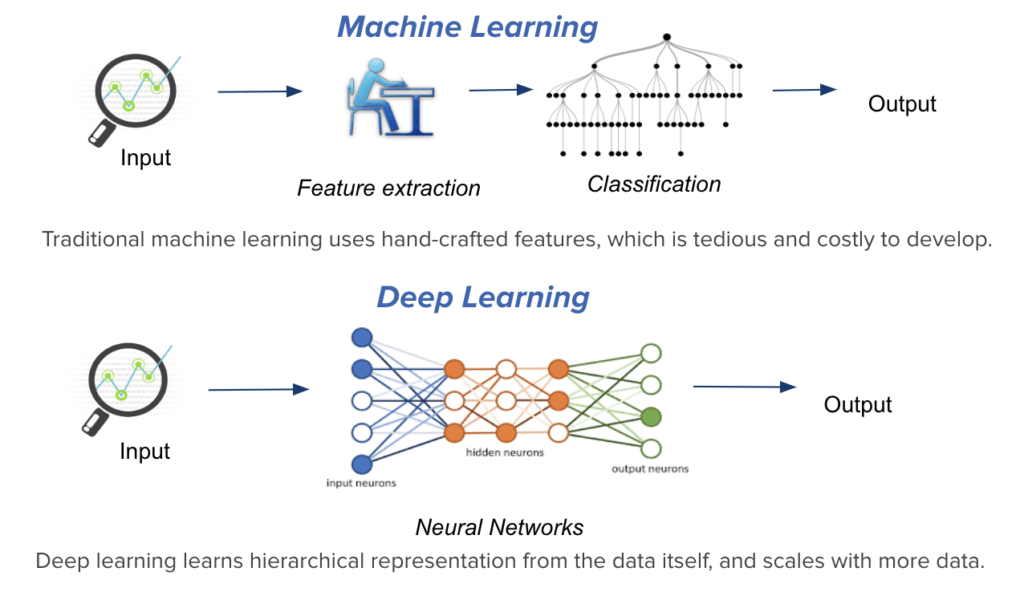 Machine Learning
Input
Feature extraction
Classification
Output
Traditional machine learning uses hand-crafted features, which is tedious and costly to develop.
Deep Learning
Input
input neurons
hidden neurons
output neurons
Output
Neural Networks
Deep learning learns hierarchical representation from the data itself, and scales with more data.